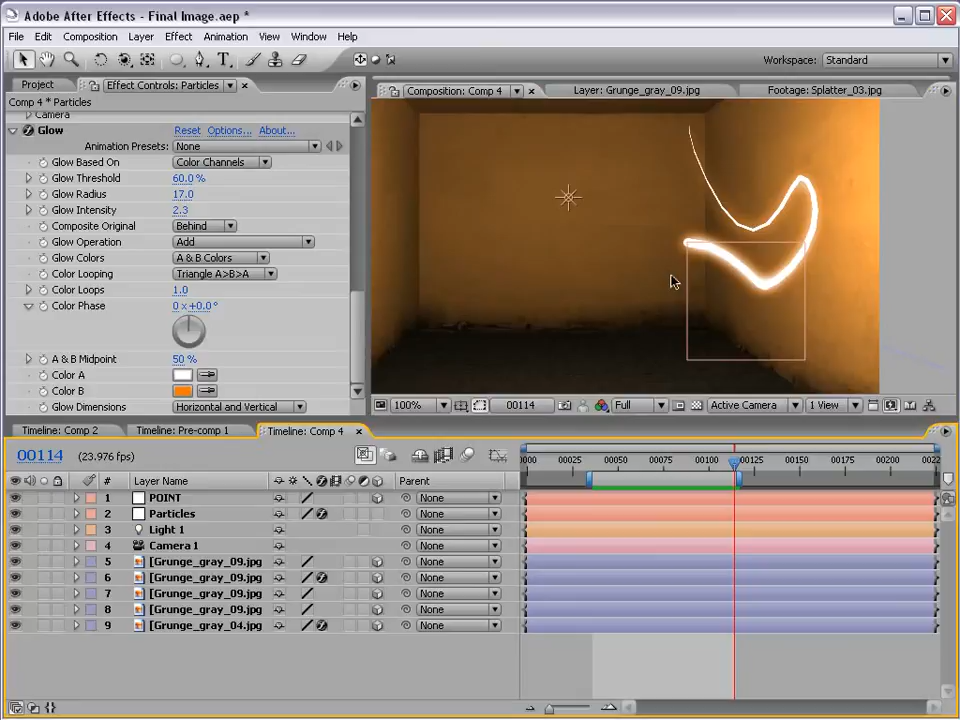 Adobe After Effects - Final Image.aep *
File Edit Composition Layer Effect Animation View Window Help
Workspace: Standard
Project Effect Controls: Particles
Composition: Comp 4 Layer: Grunge_gray_09.jpg Footage: Splatter_03.jpg
Comp 4 * Particles
Camera
Glow Reset Options... About...
Animation Presets: None
Glow Based On Color Channels
Glow Threshold 60.0 %
Glow Radius 17.0
Glow Intensity 2.3
Composite Original Behind
Glow Operation Add
Glow Colors A & B Colors
Color Looping Triangle A>B>A
Color Loops 1.0
Color Phase 0 x +0.0°
A & B Midpoint 50 %
Color A
Color B
Glow Dimensions Horizontal and Vertical
100% 00114 Full Active Camera 1 View
Timeline: Comp 2 Timeline: Pre-comp 1 Timeline: Comp 4
00114 (23.976 fps)
0000 00025 00050 00075 00100 00125 00150 00175 00200 0022
# Layer Name Parent
1 POINT None
2 Particles None
3 Light 1 None
4 Camera 1 None
5 [Grunge_gray_09.jpg None
6 [Grunge_gray_09.jpg None
7 [Grunge_gray_09.jpg None
8 [Grunge_gray_09.jpg None
9 [Grunge_gray_04.jpg None